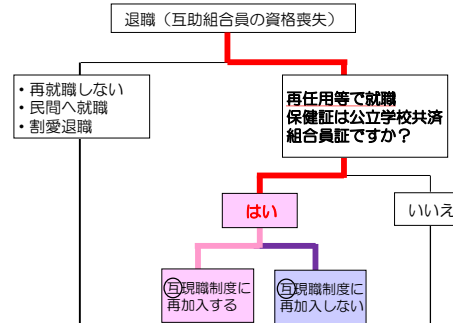 退職（互助組合員の資格喪失）
・再就職しない
・民間へ就職
・割愛退職
再任用等で就職
保健証は公立学校共済
組合員証ですか？
はい
いいえ
互現職制度に
再加入する
互現職制度に
再加入しない